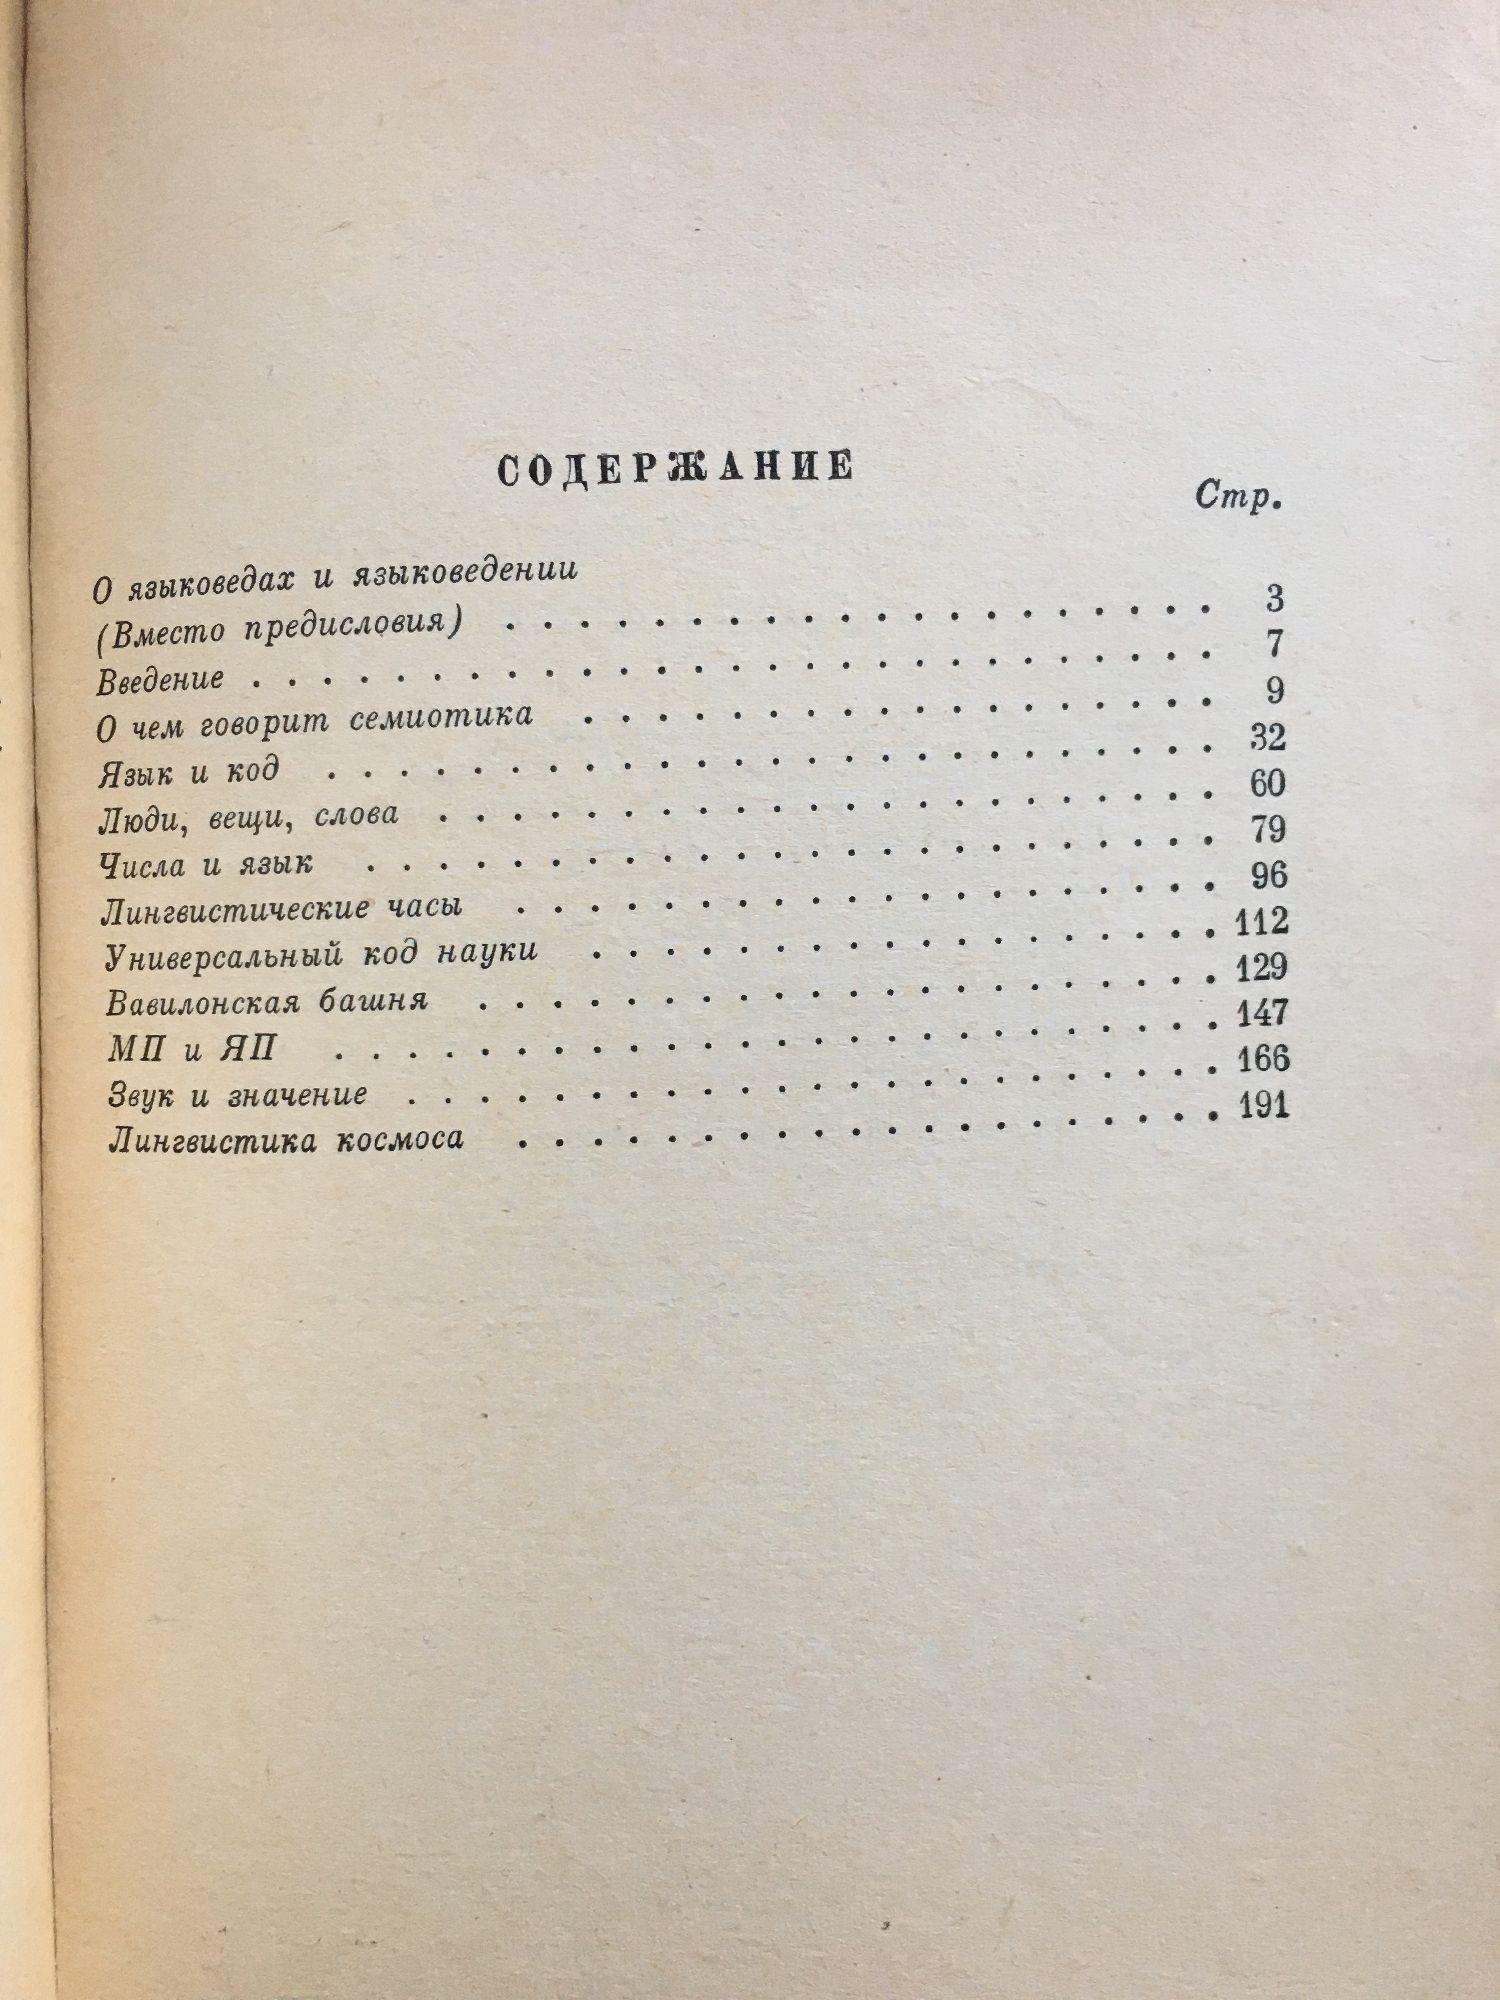 СОДЕРЖАНИЕ
Стр.
О языковедах и языковедении
(Вместо предисловия) . . . . . . . . . . . . . . . . . . . . 3
Введение . . . . . . . . . . . . . . . . . . . . . . . . . . . 7
О чем говорит семиотика . . . . . . . . . . . . . . . . . . 9
Язык и код . . . . . . . . . . . . . . . . . . . . . . . . . 32
Люди, вещи, слова . . . . . . . . . . . . . . . . . . . . . . 60
Числа и язык . . . . . . . . . . . . . . . . . . . . . . . . 79
Лингвистические часы . . . . . . . . . . . . . . . . . . . . 96
Универсальный код науки . . . . . . . . . . . . . . . . . . 112
Вавилонская башня . . . . . . . . . . . . . . . . . . . . . 129
МП и ЯП . . . . . . . . . . . . . . . . . . . . . . . . . 147
Звук и значение . . . . . . . . . . . . . . . . . . . . . . . 166
Лингвистика космоса . . . . . . . . . . . . . . . . . . . . 191